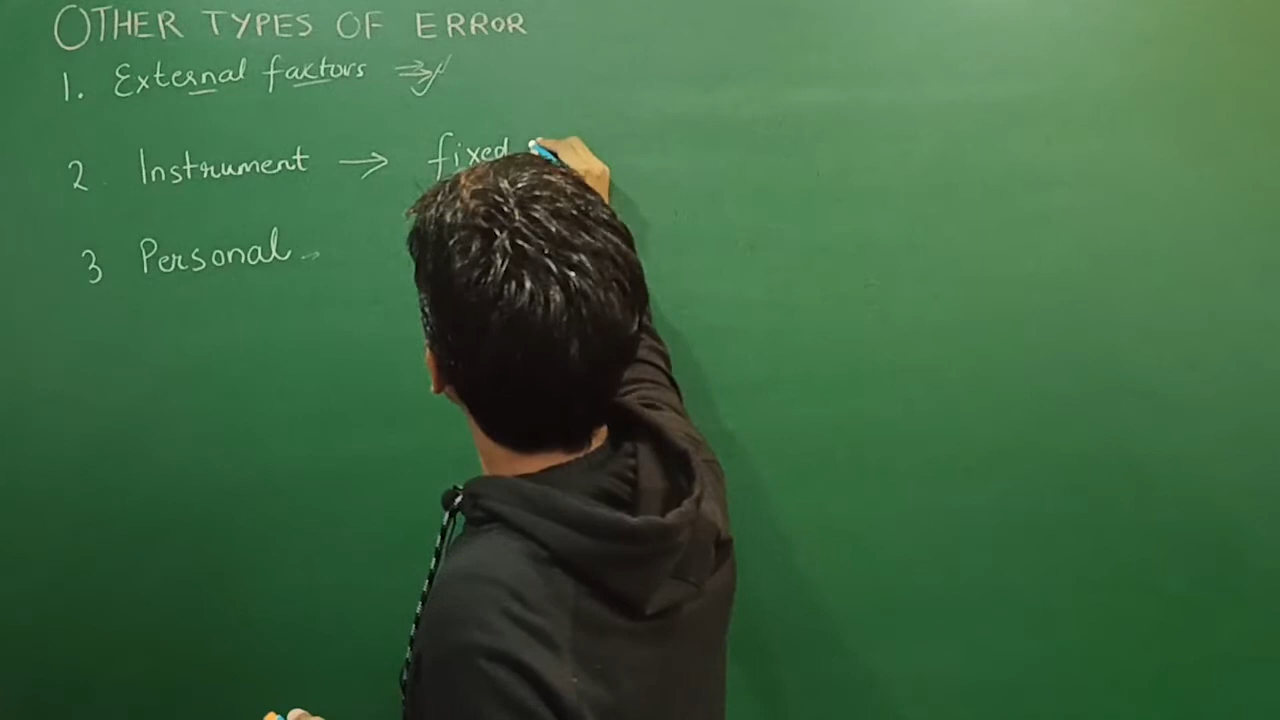 OTHER TYPES OF ERROR
1. External factors ⇒
2. Instrument → fixed
3 Personal →